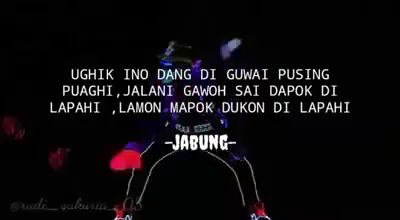 UGHIK INO DANG DI GUWAI PUSING
PUAGHI,JALANI GAWOH SAI DAPOK DI
LAPAHI ,LAMON MAPOK DUKON DI LAPAHI
-JABUNG-